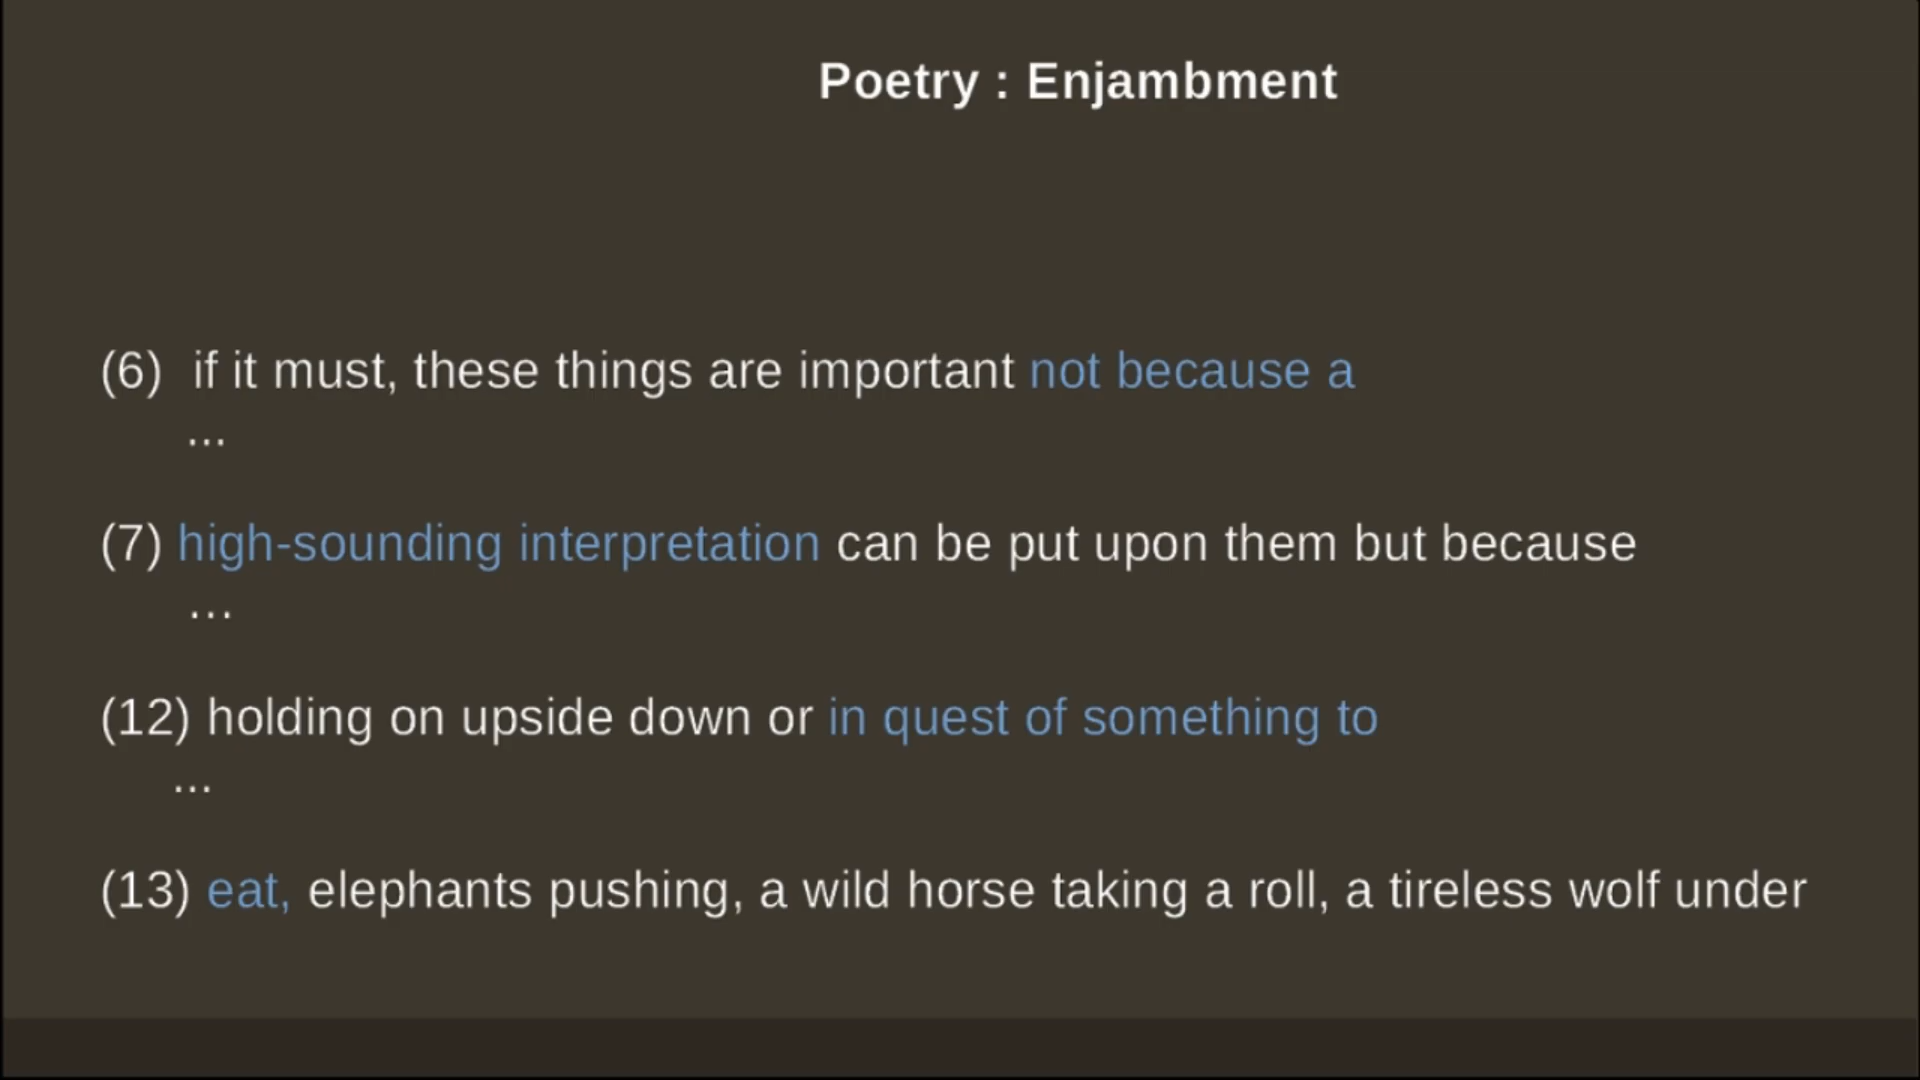 Poetry : Enjambment
(6) if it must, these things are important not because a
...
(7) high-sounding interpretation can be put upon them but because
...
(12) holding on upside down or in quest of something to
...
(13) eat, elephants pushing, a wild horse taking a roll, a tireless wolf under